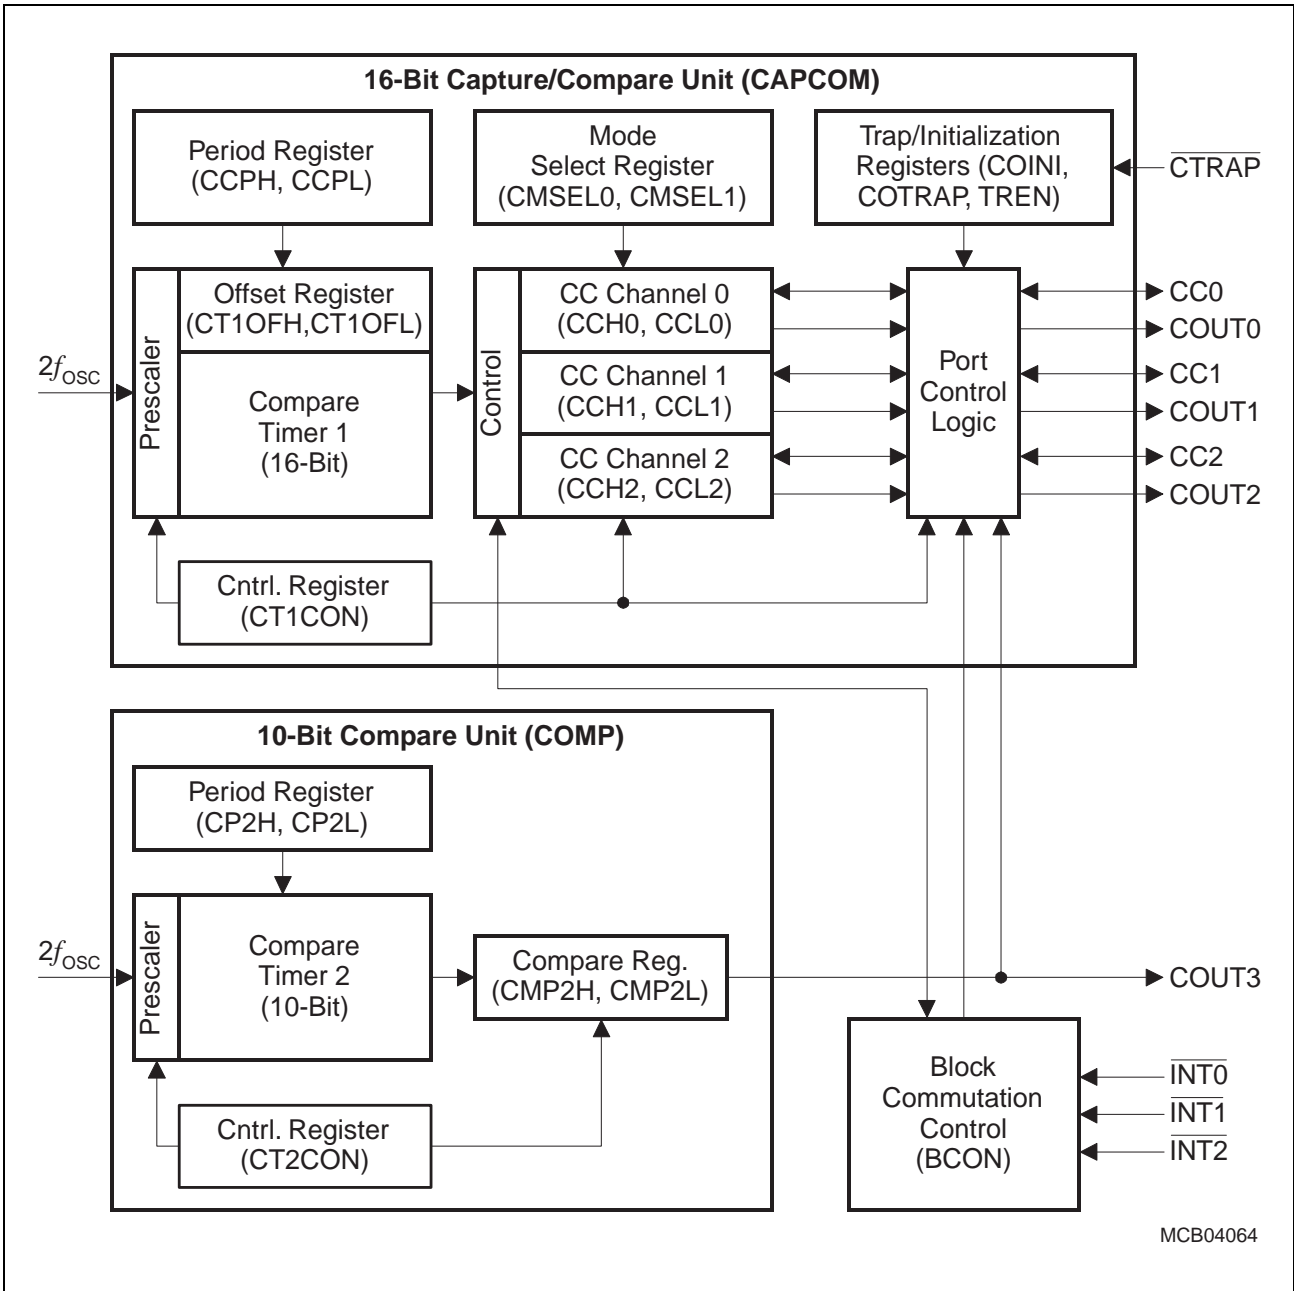 16-Bit Capture/Compare Unit (CAPCOM)
Period Register
(CCPH, CCPL)
Mode
Select Register
(CMSEL0, CMSEL1)
Trap/Initialization
Registers (COINI,
COTRAP, TREN)
CTRAP
Prescaler
Offset Register
(CT1OFH,CT1OFL)
Compare
Timer 1
(16-Bit)
2fOSC
Control
CC Channel 0
(CCH0, CCL0)
CC Channel 1
(CCH1, CCL1)
CC Channel 2
(CCH2, CCL2)
Port
Control
Logic
CC0
COUT0
CC1
COUT1
CC2
COUT2
Cntrl. Register
(CT1CON)
10-Bit Compare Unit (COMP)
Period Register
(CP2H, CP2L)
2fOSC
Prescaler
Compare
Timer 2
(10-Bit)
Compare Reg.
(CMP2H, CMP2L)
COUT3
Cntrl. Register
(CT2CON)
Block
Commutation
Control
(BCON)
INT0
INT1
INT2
MCB04064